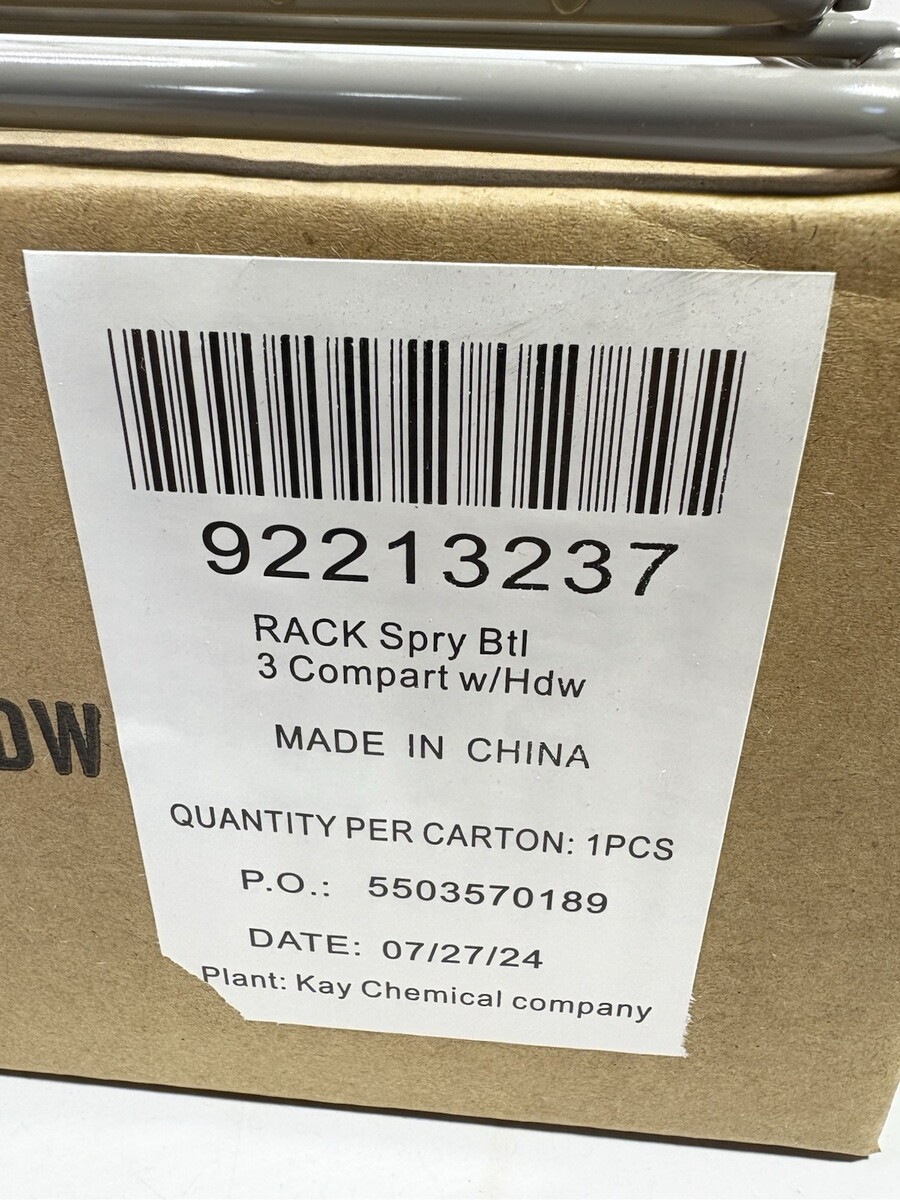 92213237
RACK Spry Btl
3 Compart w/Hdw
MADE IN CHINA
QUANTITY PER CARTON: 1PCS
P.O.: 5503570189
DATE: 07/27/24
Plant: Kay Chemical company
DW